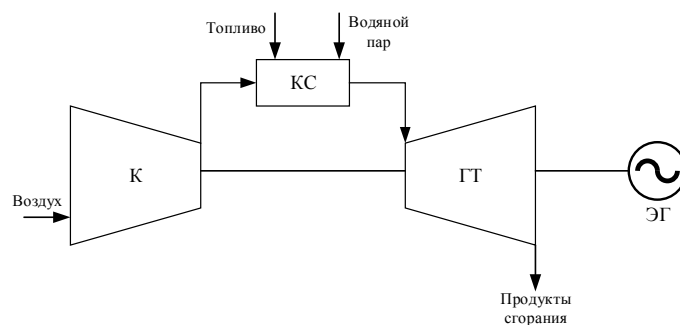 Топливо
Водяной
пар
КС
К
ГТ
Воздух
ЭГ
Продукты
сгорания